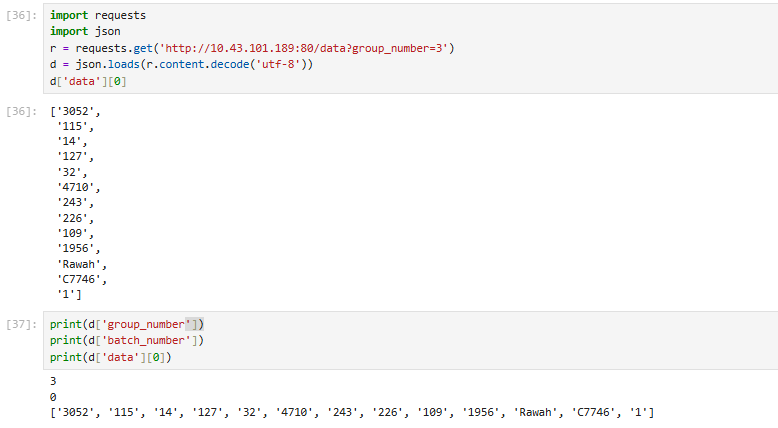 [36]: import requests
import json
r = requests.get('http://10.43.101.189:80/data?group_number=3')
d = json.loads(r.content.decode('utf-8'))
d['data'][0]
[36]: ['3052',
'115',
'14',
'127',
'32',
'4710',
'243',
'226',
'109',
'1956',
'Rawah',
'C7746',
'1']
[37]: print(d['group_number'])
print(d['batch_number'])
print(d['data'][0])
3
0
['3052', '115', '14', '127', '32', '4710', '243', '226', '109', '1956', 'Rawah', 'C7746', '1']